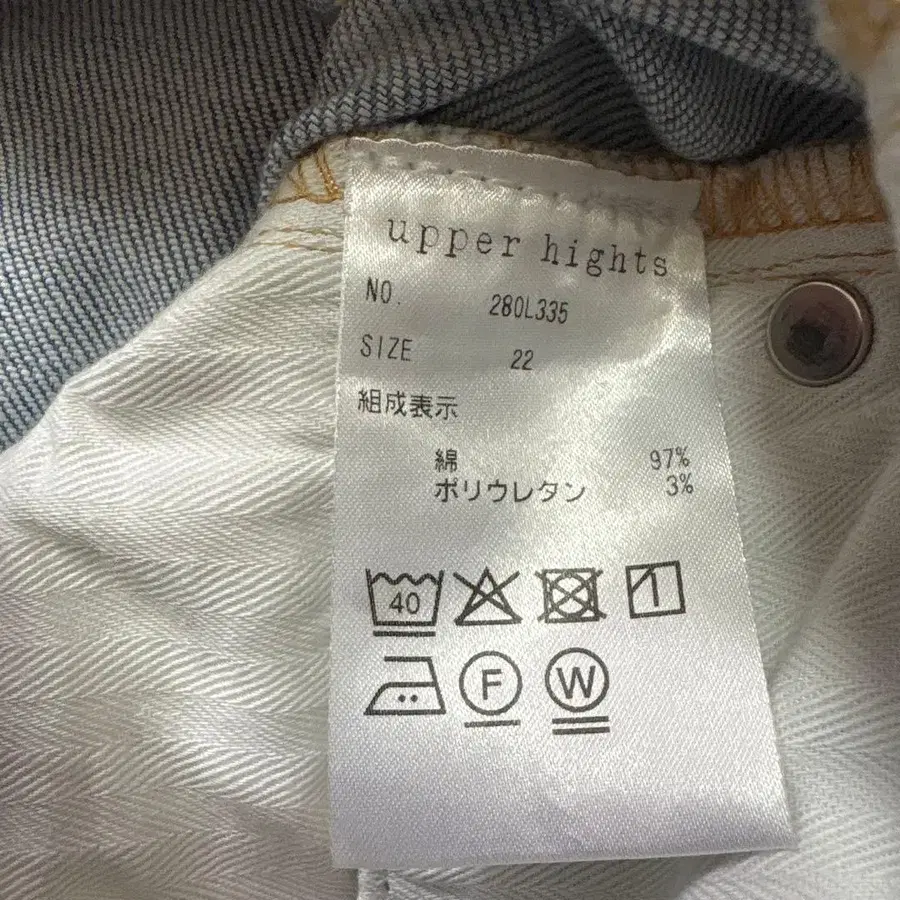 upper hights
NO. 280L335
SIZE 22
組成表示
綿 97%
ポリウレタン 3%
40
F W